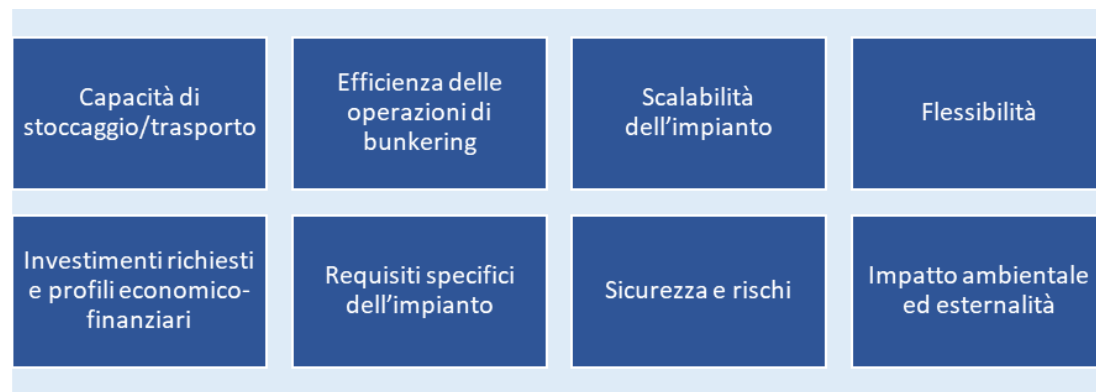 Capacità di
stoccaggio/trasporto
Efficienza delle
operazioni di
bunkering
Scalabilità
dell'impianto
Flessibilità
Investimenti richiesti
e profili economico-
finanziari
Requisiti specifici
dell'impianto
Sicurezza e rischi
Impatto ambientale
ed esternalità